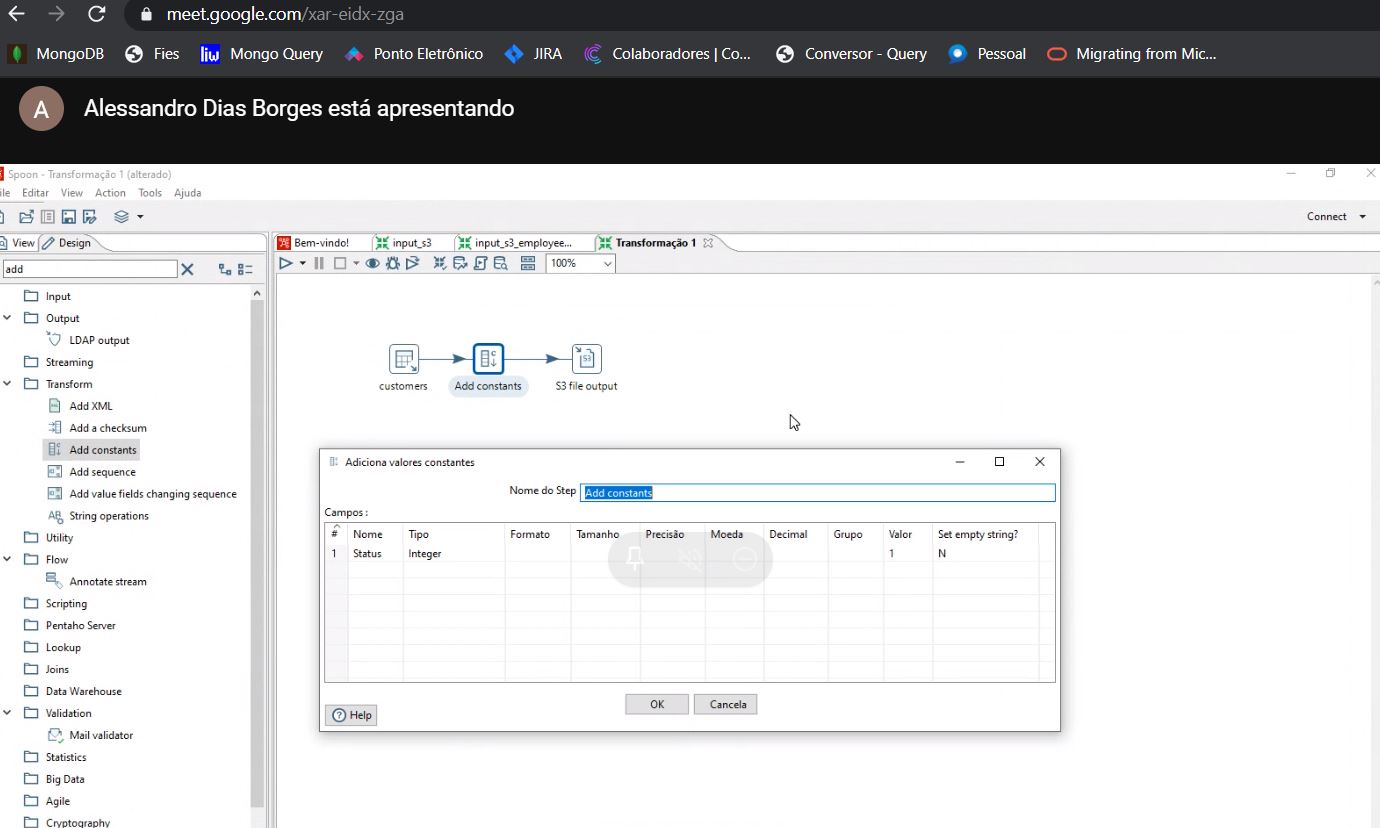 meet.google.com/xar-eidx-zga
MongoDB Fies liw Mongo Query Ponto Eletrônico JIRA Colaboradores | Co... Conversor - Query Pessoal Migrating from Mic...
A Alessandro Dias Borges está apresentando
Spoon - Transformação 1 (alterado)
ile Editar View Action Tools Ajuda
Connect
View Design
Bem-vindo! input_s3 input_s3_employee... Transformação 1
add
100%
Input
Output
LDAP output
Streaming
Transform
Add XML
Add a checksum
Add constants
Add sequence
Add value fields changing sequence
String operations
Utility
Flow
Annotate stream
Scripting
Pentaho Server
Lookup
Joins
Data Warehouse
Validation
Mail validator
Statistics
Big Data
Agile
Cryptography
customers Add constants S3 file output
S3
Adiciona valores constantes
Nome do Step Add constants
Campos :
# Nome Tipo Formato Tamanho Precisão Moeda Decimal Grupo Valor Set empty string?
1 Status Integer 1 N
OK Cancela
Help